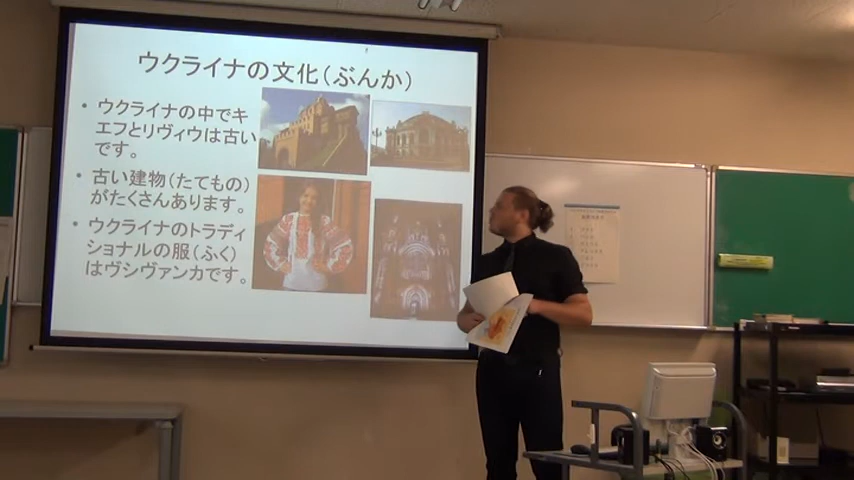 ウクライナの文化（ぶんか）
• ウクライナの中でキ
エフとリヴィウは古い
です。
• 古い建物（たてもの）
がたくさんあります。
• ウクライナのトラディ
ショナルの服（ふく）
はヴシヴァンカです。